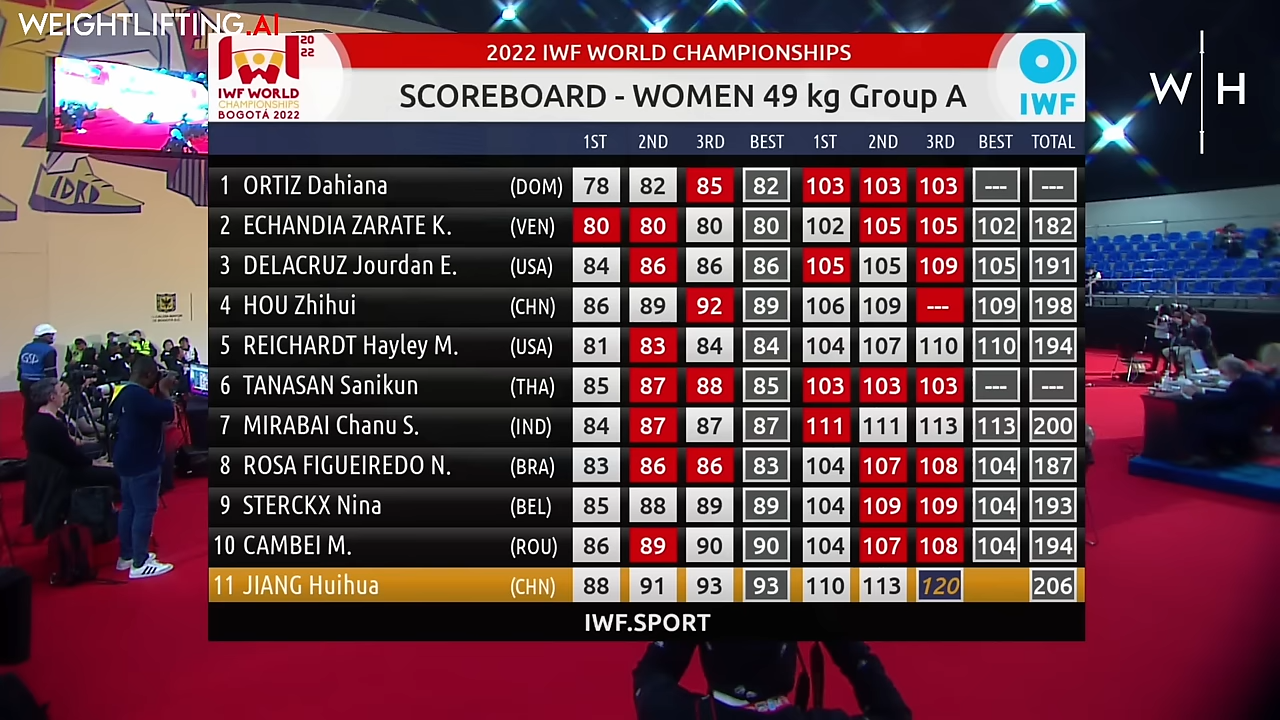 WEIGHTLIFTING.AI
2022
IWF WORLD
CHAMPIONSHIPS
BOGOTÁ 2022
2022 IWF WORLD CHAMPIONSHIPS
SCOREBOARD - WOMEN 49 kg Group A
IWF
W H
1ST 2ND 3RD BEST 1ST 2ND 3RD BEST TOTAL
1 ORTIZ Dahiana (DOM) 78 82 85 82 103 103 103 --- ---
2 ECHANDIA ZARATE K. (VEN) 80 80 80 80 102 105 105 102 182
3 DELACRUZ Jourdan E. (USA) 84 86 86 86 105 105 109 105 191
4 HOU Zhihui (CHN) 86 89 92 89 106 109 --- 109 198
5 REICHARDT Hayley M. (USA) 81 83 84 84 104 107 110 110 194
6 TANASAN Sanikun (THA) 85 87 88 85 103 103 103 --- ---
7 MIRABAI Chanu S. (IND) 84 87 87 87 111 111 113 113 200
8 ROSA FIGUEIREDO N. (BRA) 83 86 86 83 104 107 108 104 187
9 STERCKX Nina (BEL) 85 88 89 89 104 109 109 104 193
10 CAMBEI M. (ROU) 86 89 90 90 104 107 108 104 194
11 JIANG Huihua (CHN) 88 91 93 93 110 113 120 206
IWF.SPORT
IDRD